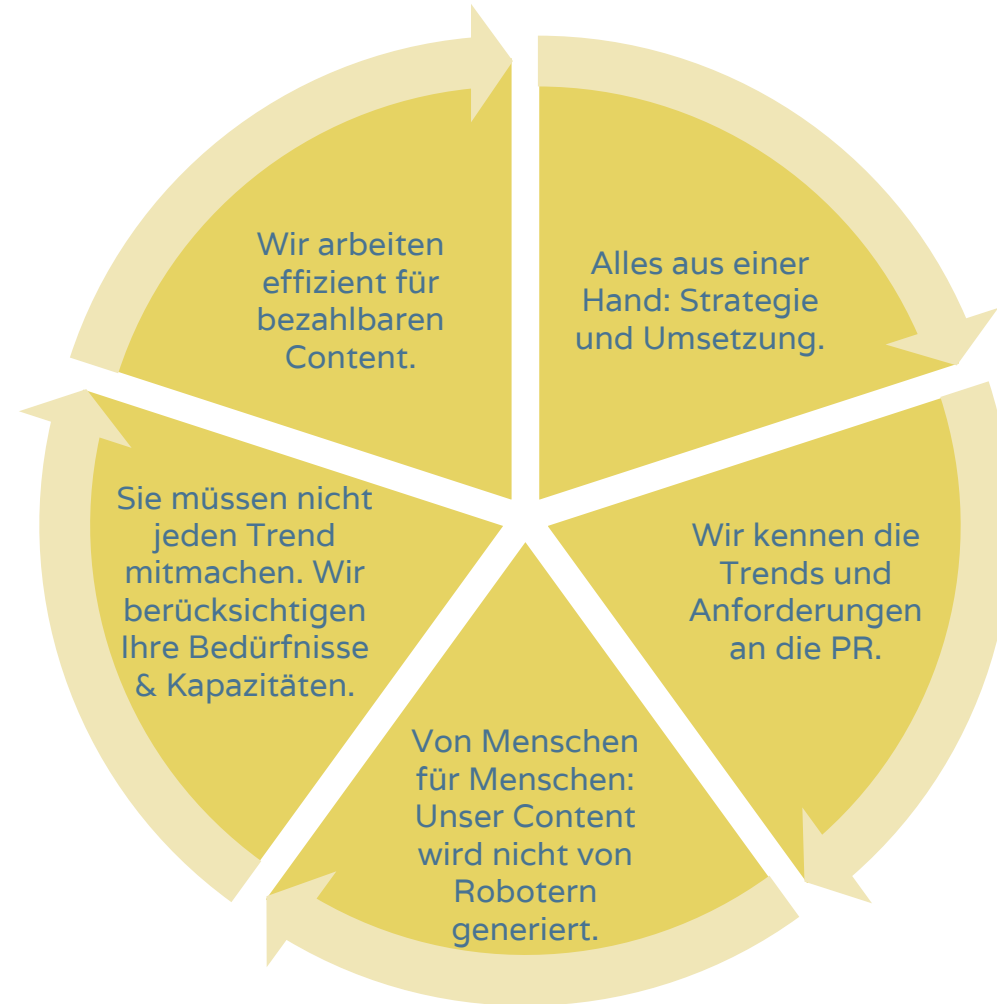 Alles aus einer
Hand: Strategie
und Umsetzung.
Wir kennen die
Trends und
Anforderungen
an die PR.
Von Menschen
für Menschen:
Unser Content
wird nicht von
Robotern
generiert.
Sie müssen nicht
jeden Trend
mitmachen. Wir
berücksichtigen
Ihre Bedürfnisse
& Kapazitäten.
Wir arbeiten
effizient für
bezahlbaren
Content.